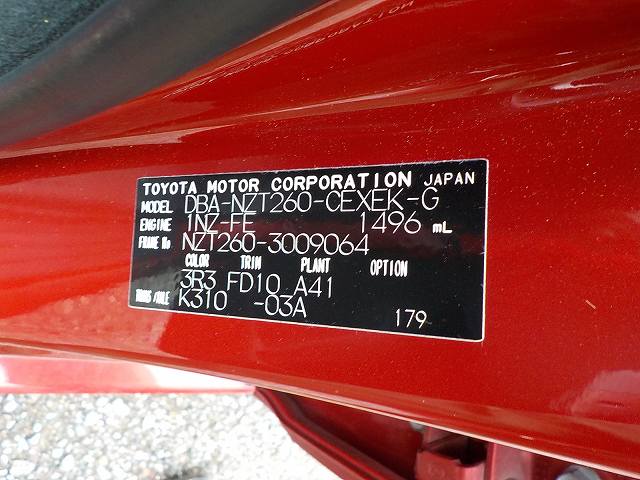 TOYOTA MOTOR CORPORATION JAPAN
MODEL DBA-NZT260-CEXEK-G
ENGINE 1NZ-FE 1496 mL
FRAME No NZT260-3009064
COLOR TRIM PLANT OPTION
3R3 FD10 A41
TRANS/AXLE K310 -03A
179